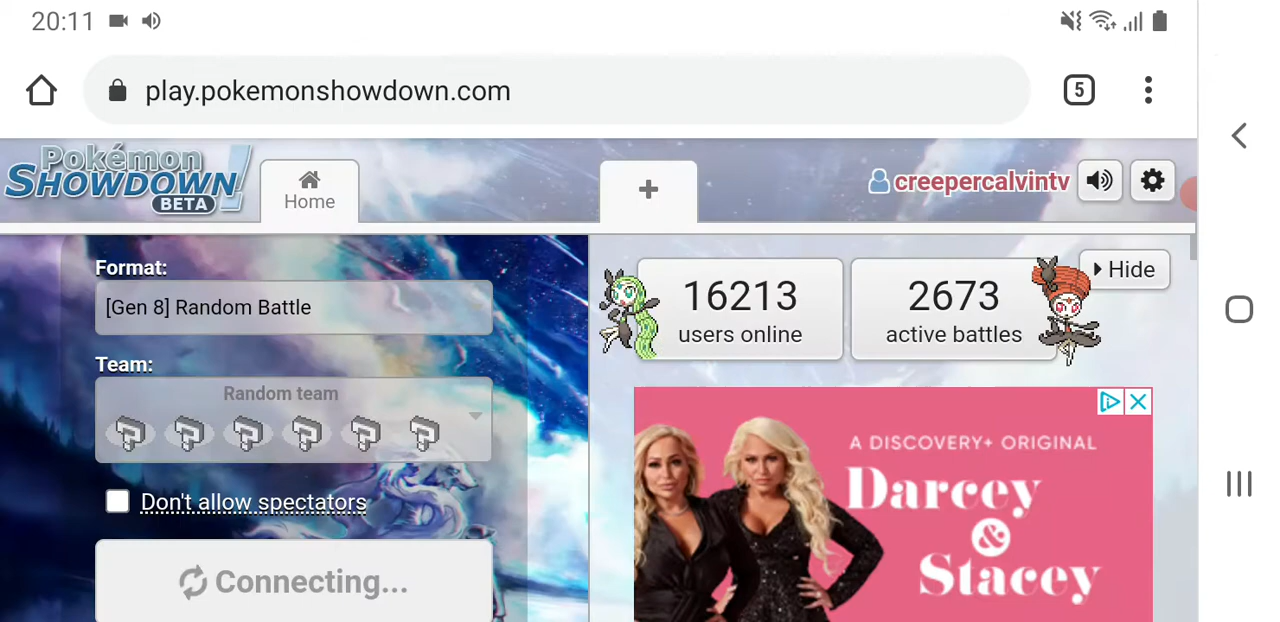 20:11
play.pokemonshowdown.com
5
Pokémon
SHOWDOWN!
BETA
Home
+
creepercalvintv
Format:
[Gen 8] Random Battle
Team:
Random team
? ? ? ? ? ?
Don't allow spectators
Connecting...
16213
users online
2673
active battles
Hide
A DISCOVERY+ ORIGINAL
Darcey
&
Stacey